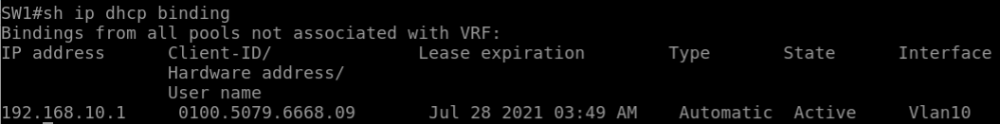 SW1#sh ip dhcp binding
Bindings from all pools not associated with VRF:
IP address Client-ID/ Lease expiration Type State Interface
Hardware address/
User name
192.168.10.1 0100.5079.6668.09 Jul 28 2021 03:49 AM Automatic Active Vlan10